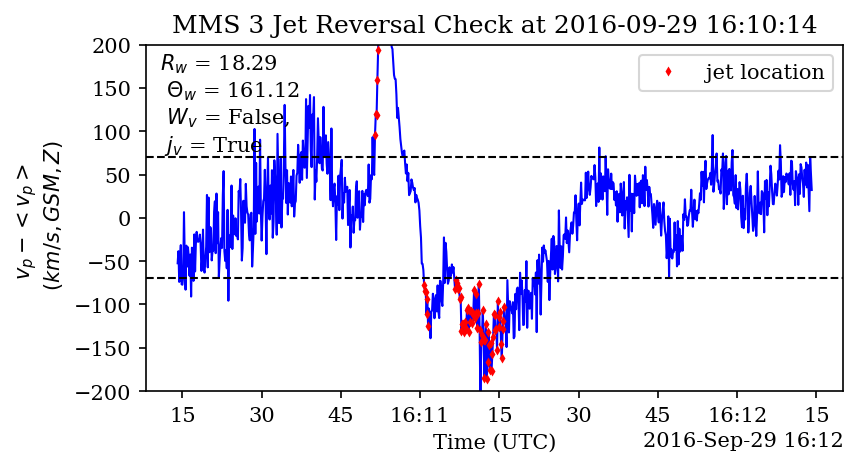 MMS 3 Jet Reversal Check at 2016-09-29 16:10:14
R_w = 18.29
Θ_w = 161.12
W_v = False,
j_v = True
jet location
200
150
100
50
0
−50
−100
−150
−200
v_p − < v_p >
(km/s, GSM, Z)
15 30 45 16:11 15 30 45 16:12 15
Time (UTC)
2016-Sep-29 16:12